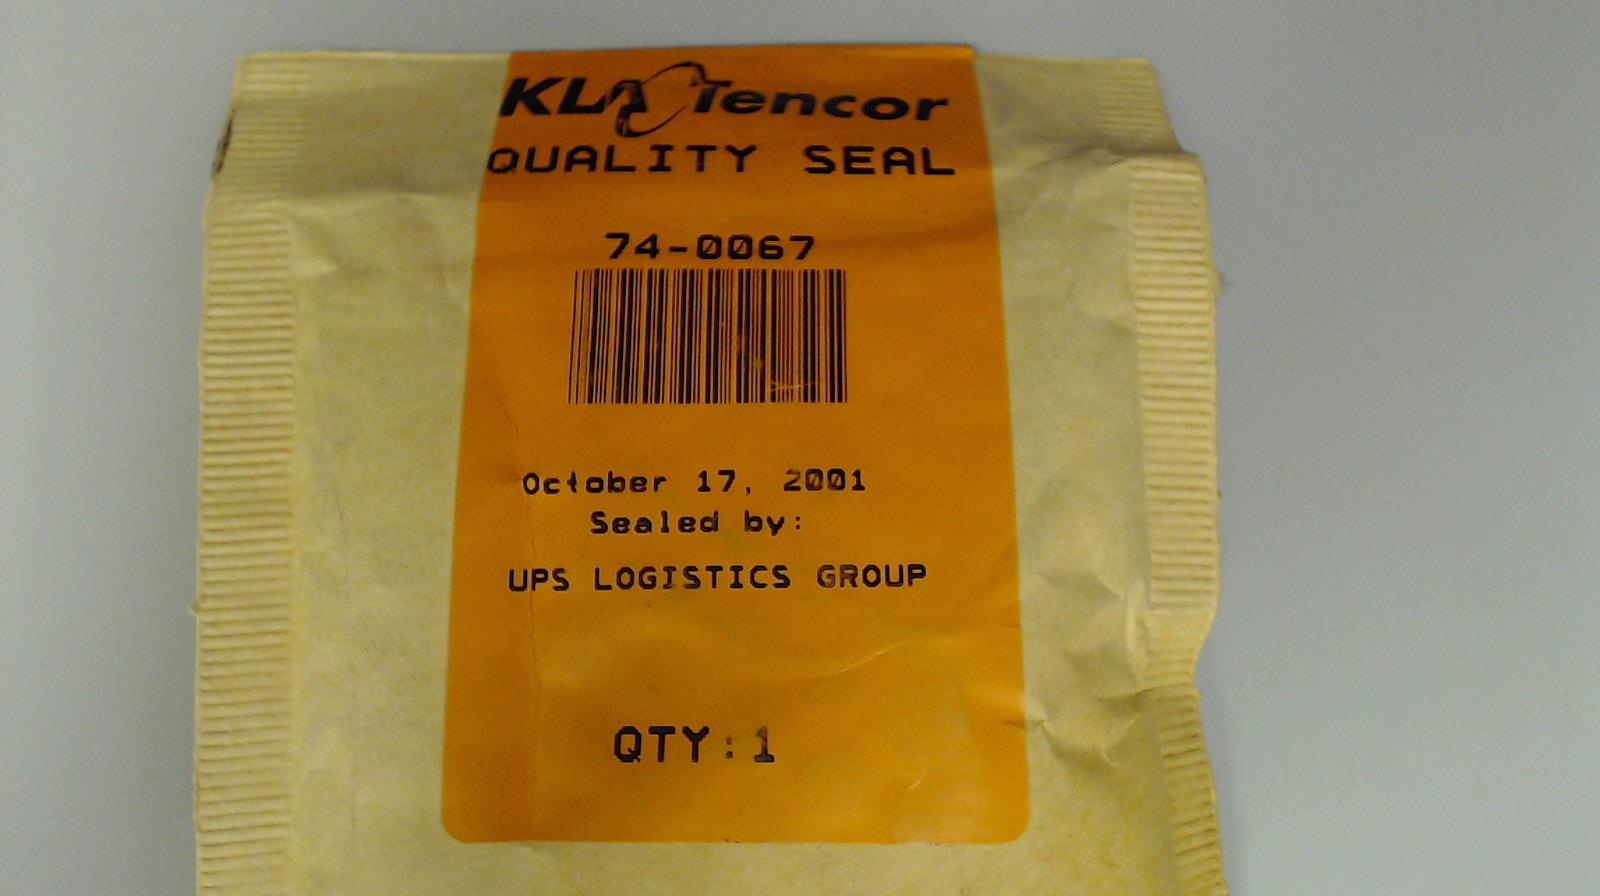 KLA Tencor
QUALITY SEAL
74-0067
October 17, 2001
Sealed by:
UPS LOGISTICS GROUP
QTY:1